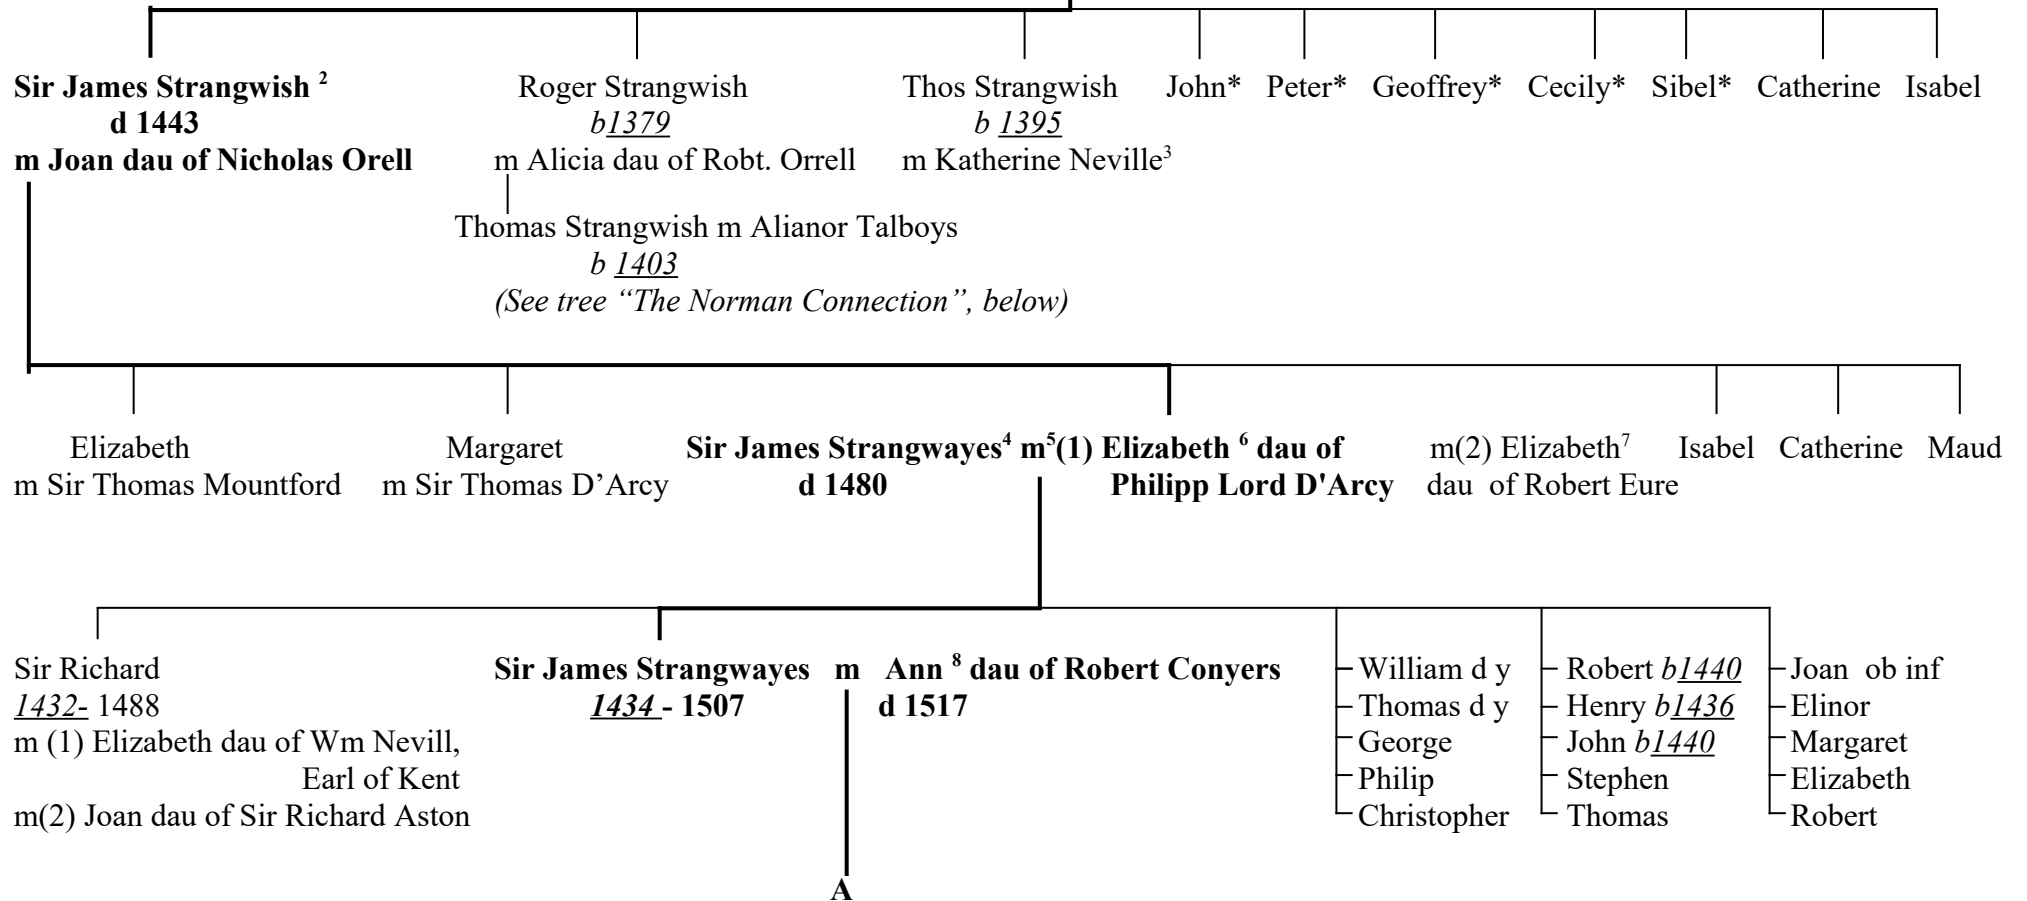 Sir James Strangwish ² Roger Strangwish Thos Strangwish John* Peter* Geoffrey* Cecily* Sibel* Catherine Isabel
d 1443 b1379 b 1395
m Joan dau of Nicholas Orell m Alicia dau of Robt. Orrell m Katherine Neville³
Thomas Strangwish m Alianor Talboys
b 1403
(See tree “The Norman Connection”, below)
Elizabeth Margaret Sir James Strangwayes⁴ m⁵(1) Elizabeth ⁶ dau of m(2) Elizabeth⁷ Isabel Catherine Maud
m Sir Thomas Mountford m Sir Thomas D’Arcy d 1480 Philipp Lord D'Arcy dau of Robert Eure
Sir Richard Sir James Strangwayes m Ann ⁸ dau of Robert Conyers William d y Robert b1440 Joan ob inf
1432- 1488 1434 - 1507 d 1517 Thomas d y Henry b1436 Elinor
m (1) Elizabeth dau of Wm Nevill, George John b1440 Margaret
Earl of Kent Philip Stephen Elizabeth
m(2) Joan dau of Sir Richard Aston Christopher Thomas Robert
A